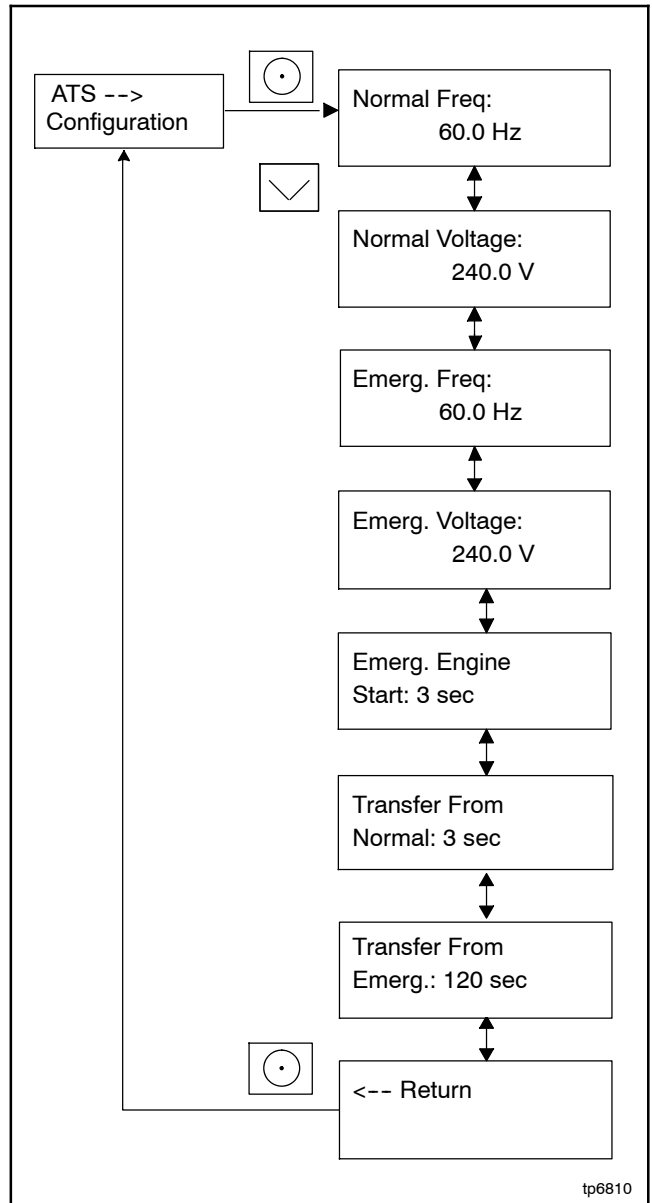 ATS -->
Configuration
Normal Freq:
60.0 Hz
Normal Voltage:
240.0 V
Emerg. Freq:
60.0 Hz
Emerg. Voltage:
240.0 V
Emerg. Engine
Start: 3 sec
Transfer From
Normal: 3 sec
Transfer From
Emerg.: 120 sec
<-- Return
tp6810